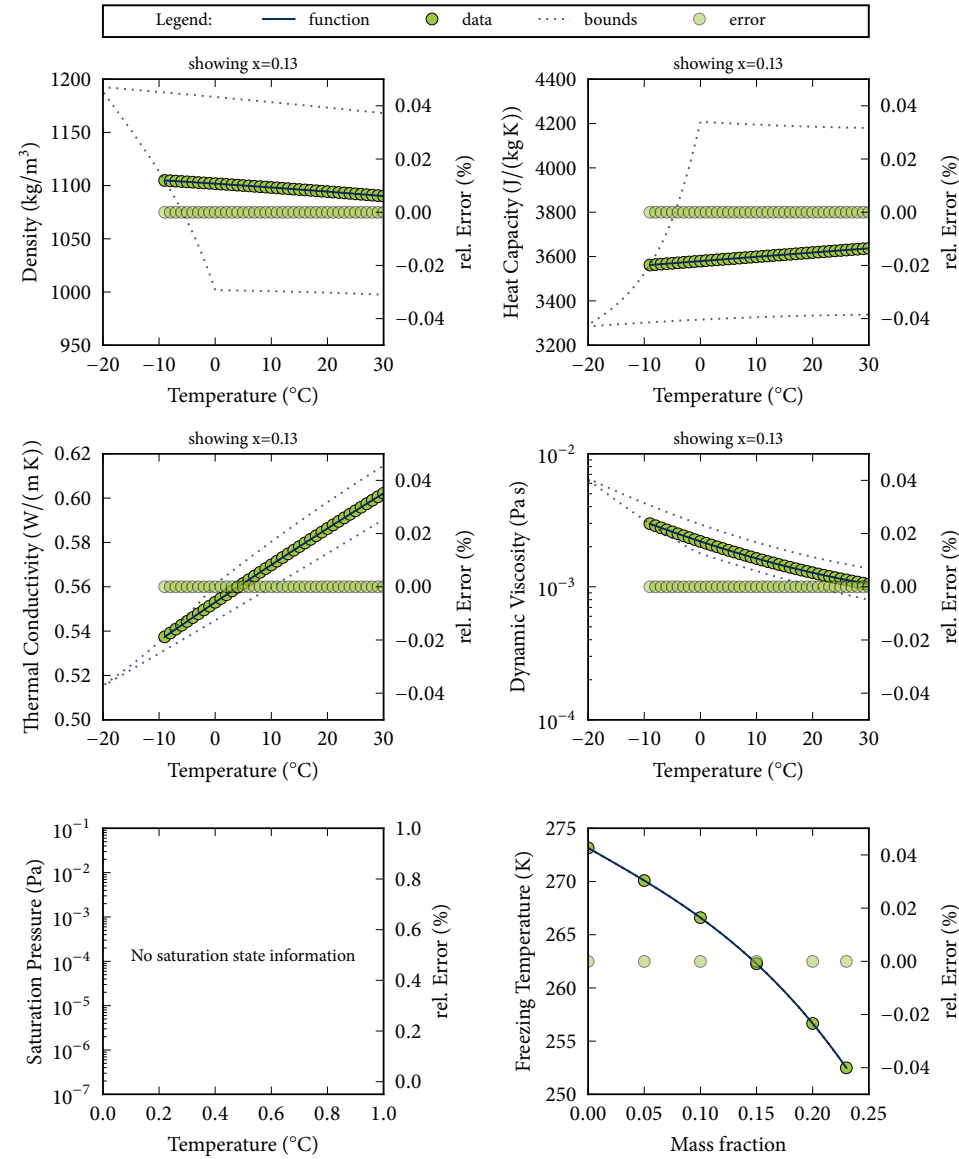 Legend: function data bounds error
showing x=0.13
Density (kg/m³)
1200
1150
1100
1050
1000
950
0.04
0.02
0.00
−0.02
−0.04
rel. Error (%)
−20 −10 0 10 20 30
Temperature (°C)
showing x=0.13
Heat Capacity (J/(kg K))
4400
4200
4000
3800
3600
3400
3200
0.04
0.02
0.00
−0.02
−0.04
rel. Error (%)
−20 −10 0 10 20 30
Temperature (°C)
showing x=0.13
Thermal Conductivity (W/(m K))
0.62
0.60
0.58
0.56
0.54
0.52
0.50
0.04
0.02
0.00
−0.02
−0.04
rel. Error (%)
−20 −10 0 10 20 30
Temperature (°C)
showing x=0.13
Dynamic Viscosity (Pa s)
10⁻²
10⁻³
10⁻⁴
0.04
0.02
0.00
−0.02
−0.04
rel. Error (%)
−20 −10 0 10 20 30
Temperature (°C)
Saturation Pressure (Pa)
10⁻¹
10⁻²
10⁻³
10⁻⁴
10⁻⁵
10⁻⁶
10⁻⁷
No saturation state information
1.0
0.8
0.6
0.4
0.2
0.0
rel. Error (%)
0.0 0.2 0.4 0.6 0.8 1.0
Temperature (°C)
Freezing Temperature (K)
275
270
265
260
255
250
0.04
0.02
0.00
−0.02
−0.04
rel. Error (%)
0.00 0.05 0.10 0.15 0.20 0.25
Mass fraction